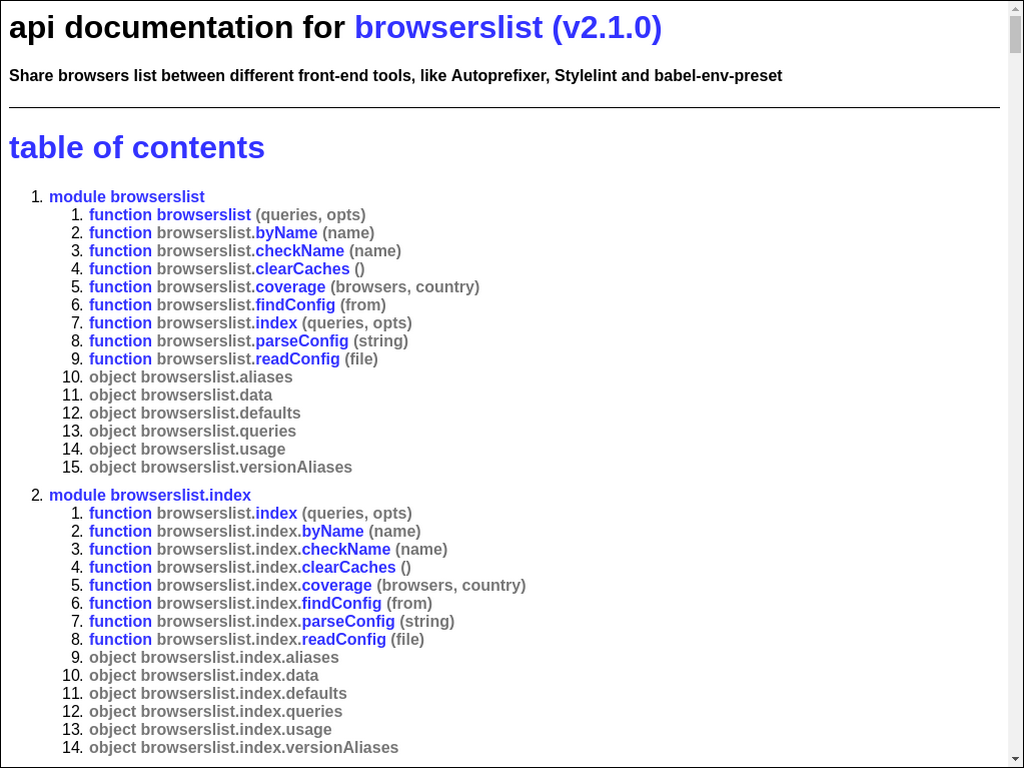 api documentation for browserslist (v2.1.0)
Share browsers list between different front-end tools, like Autoprefixer, Stylelint and babel-env-preset
table of contents
1. module browserslist
1. function browserslist (queries, opts)
2. function browserslist.byName (name)
3. function browserslist.checkName (name)
4. function browserslist.clearCaches ()
5. function browserslist.coverage (browsers, country)
6. function browserslist.findConfig (from)
7. function browserslist.index (queries, opts)
8. function browserslist.parseConfig (string)
9. function browserslist.readConfig (file)
10. object browserslist.aliases
11. object browserslist.data
12. object browserslist.defaults
13. object browserslist.queries
14. object browserslist.usage
15. object browserslist.versionAliases
2. module browserslist.index
1. function browserslist.index (queries, opts)
2. function browserslist.index.byName (name)
3. function browserslist.index.checkName (name)
4. function browserslist.index.clearCaches ()
5. function browserslist.index.coverage (browsers, country)
6. function browserslist.index.findConfig (from)
7. function browserslist.index.parseConfig (string)
8. function browserslist.index.readConfig (file)
9. object browserslist.index.aliases
10. object browserslist.index.data
11. object browserslist.index.defaults
12. object browserslist.index.queries
13. object browserslist.index.usage
14. object browserslist.index.versionAliases